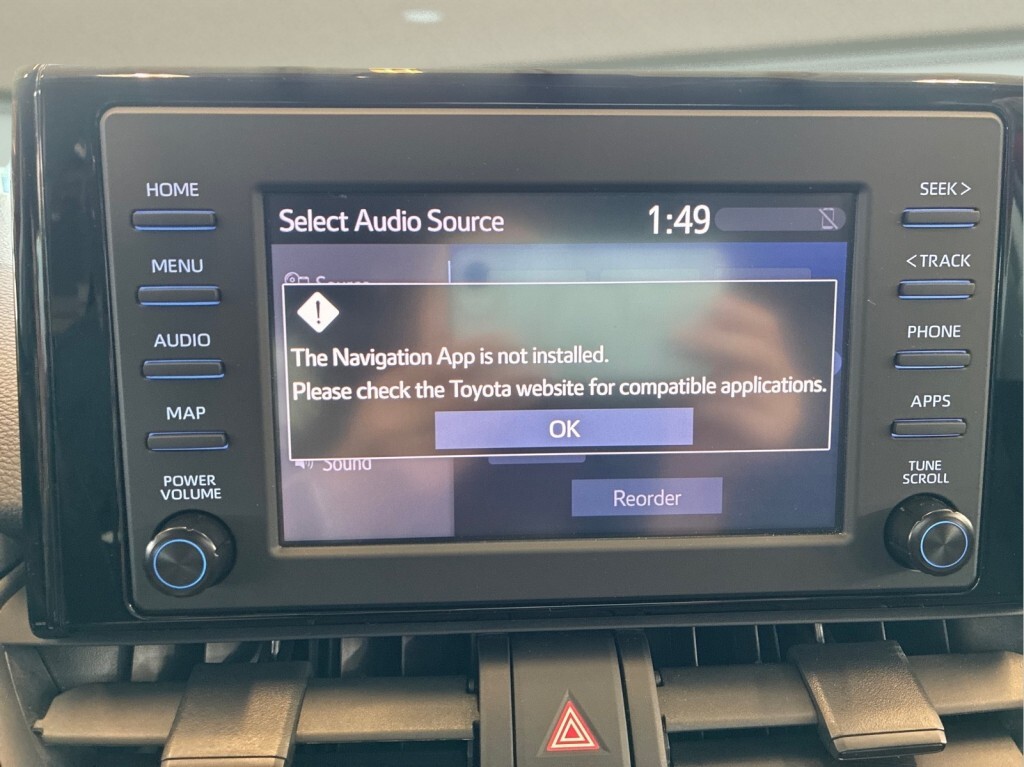 HOME
MENU
AUDIO
MAP
POWER
VOLUME
Select Audio Source 1:49
Source
The Navigation App is not installed.
Please check the Toyota website for compatible applications.
OK
Sound
Reorder
SEEK >
< TRACK
PHONE
APPS
TUNE
SCROLL